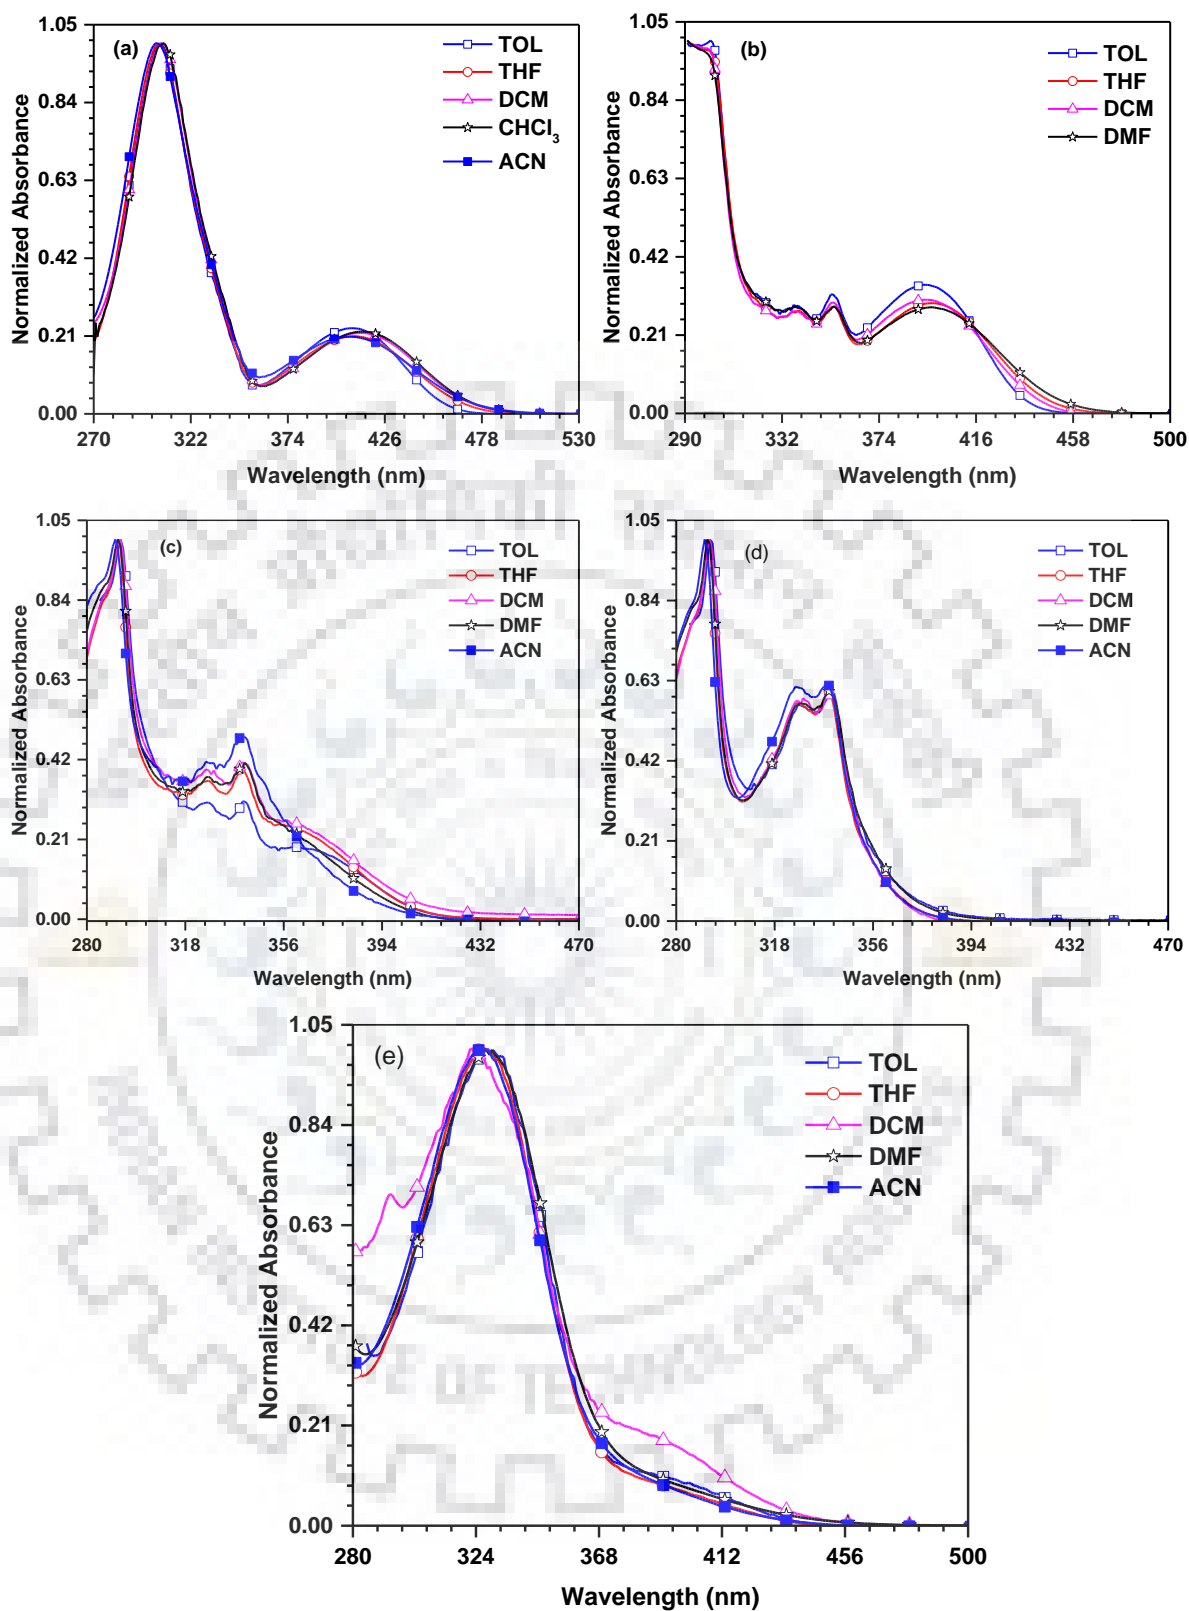 (a)
TOL
THF
DCM
CHCl3
ACN
Normalized Absorbance
1.05
0.84
0.63
0.42
0.21
0.00
270 322 374 426 478 530
Wavelength (nm)
(b)
TOL
THF
DCM
DMF
Normalized Absorbance
1.05
0.84
0.63
0.42
0.21
0.00
290 332 374 416 458 500
Wavelength (nm)
(c)
TOL
THF
DCM
DMF
ACN
Normalized Absorbance
1.05
0.84
0.63
0.42
0.21
0.00
280 318 356 394 432 470
Wavelength (nm)
(d)
TOL
THF
DCM
DMF
ACN
Normalized Absorbance
1.05
0.84
0.63
0.42
0.21
0.00
280 318 356 394 432 470
Wavelength (nm)
(e)
TOL
THF
DCM
DMF
ACN
Normalized Absorbance
1.05
0.84
0.63
0.42
0.21
0.00
280 324 368 412 456 500
Wavelength (nm)